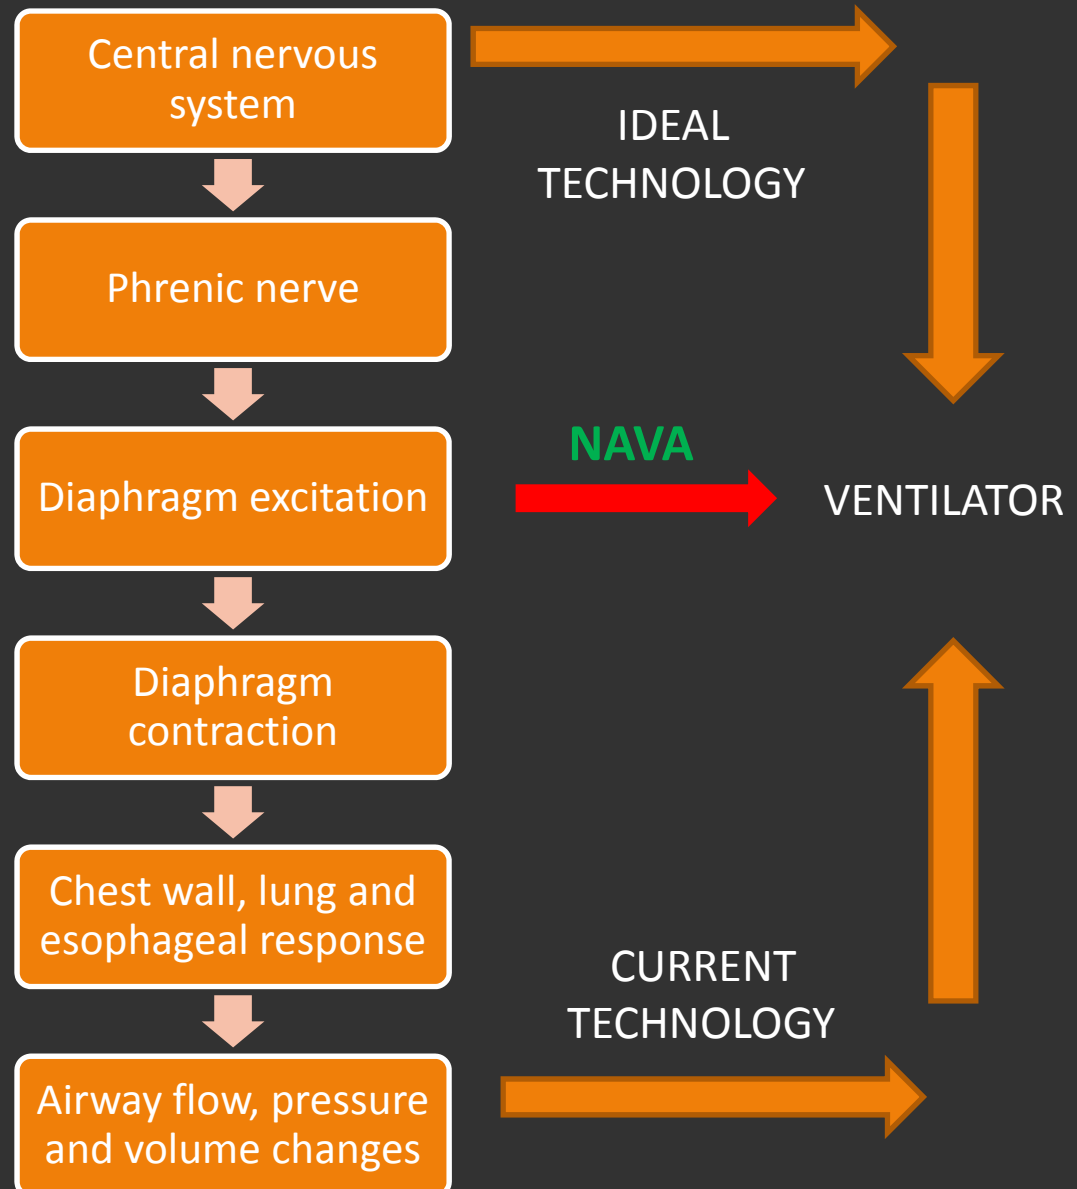 Central nervous
system
IDEAL
TECHNOLOGY
Phrenic nerve
NAVA
Diaphragm excitation
VENTILATOR
Diaphragm
contraction
Chest wall, lung and
esophageal response
CURRENT
TECHNOLOGY
Airway flow, pressure
and volume changes